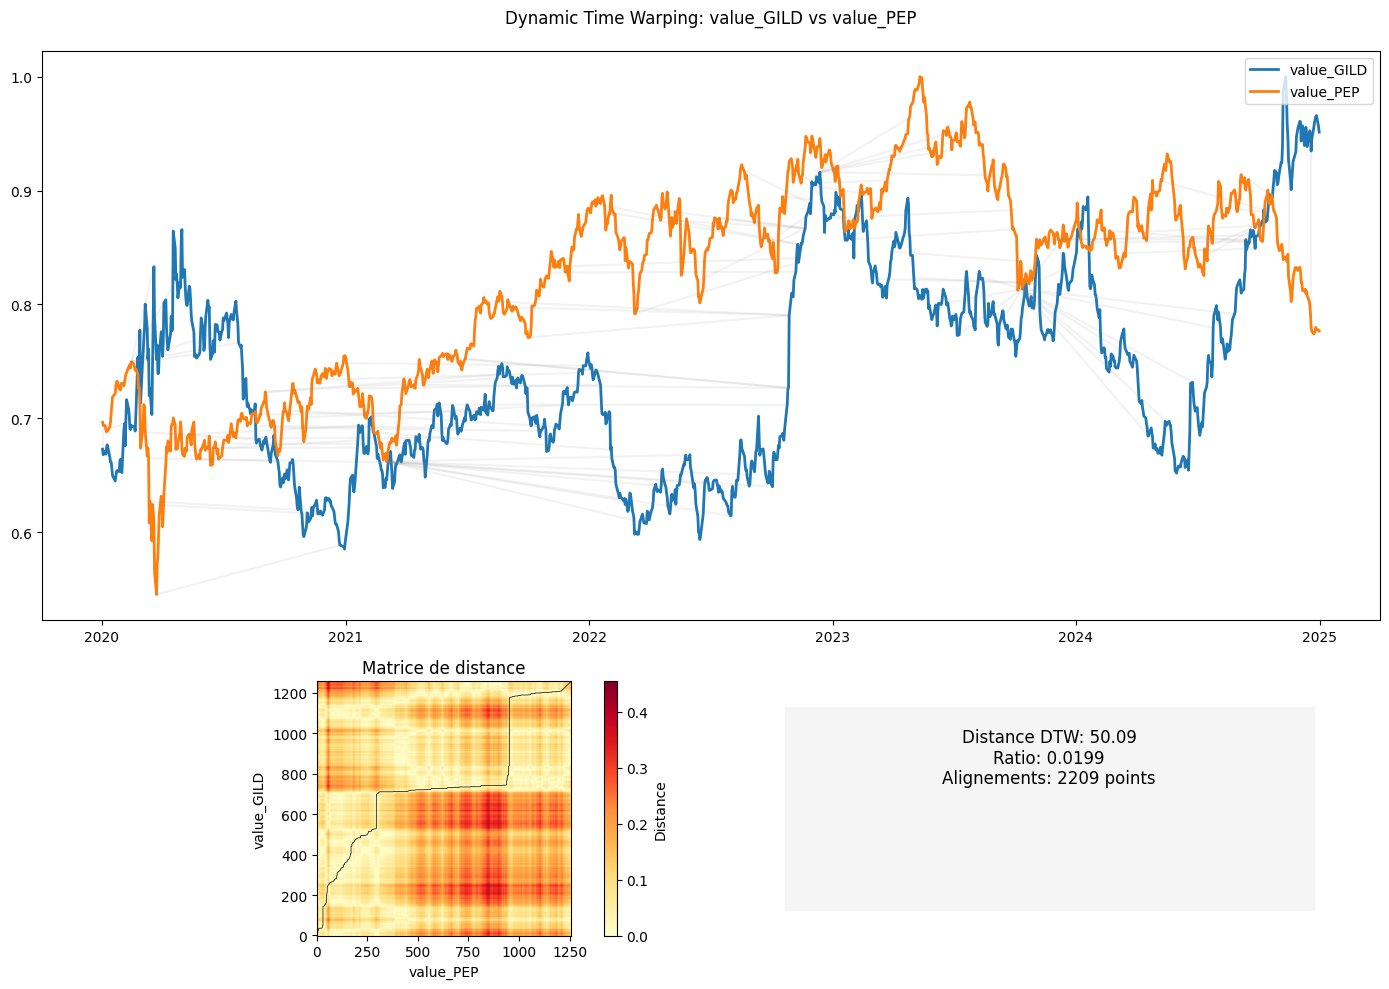 Dynamic Time Warping: value_GILD vs value_PEP
value_GILD
value_PEP
1.0
0.9
0.8
0.7
0.6
2020 2021 2022 2023 2024 2025
Matrice de distance
value_GILD
1200
1000
800
600
400
200
0
0 250 500 750 1000 1250
value_PEP
0.4
0.3
0.2
0.1
0.0
Distance
Distance DTW: 50.09
Ratio: 0.0199
Alignements: 2209 points